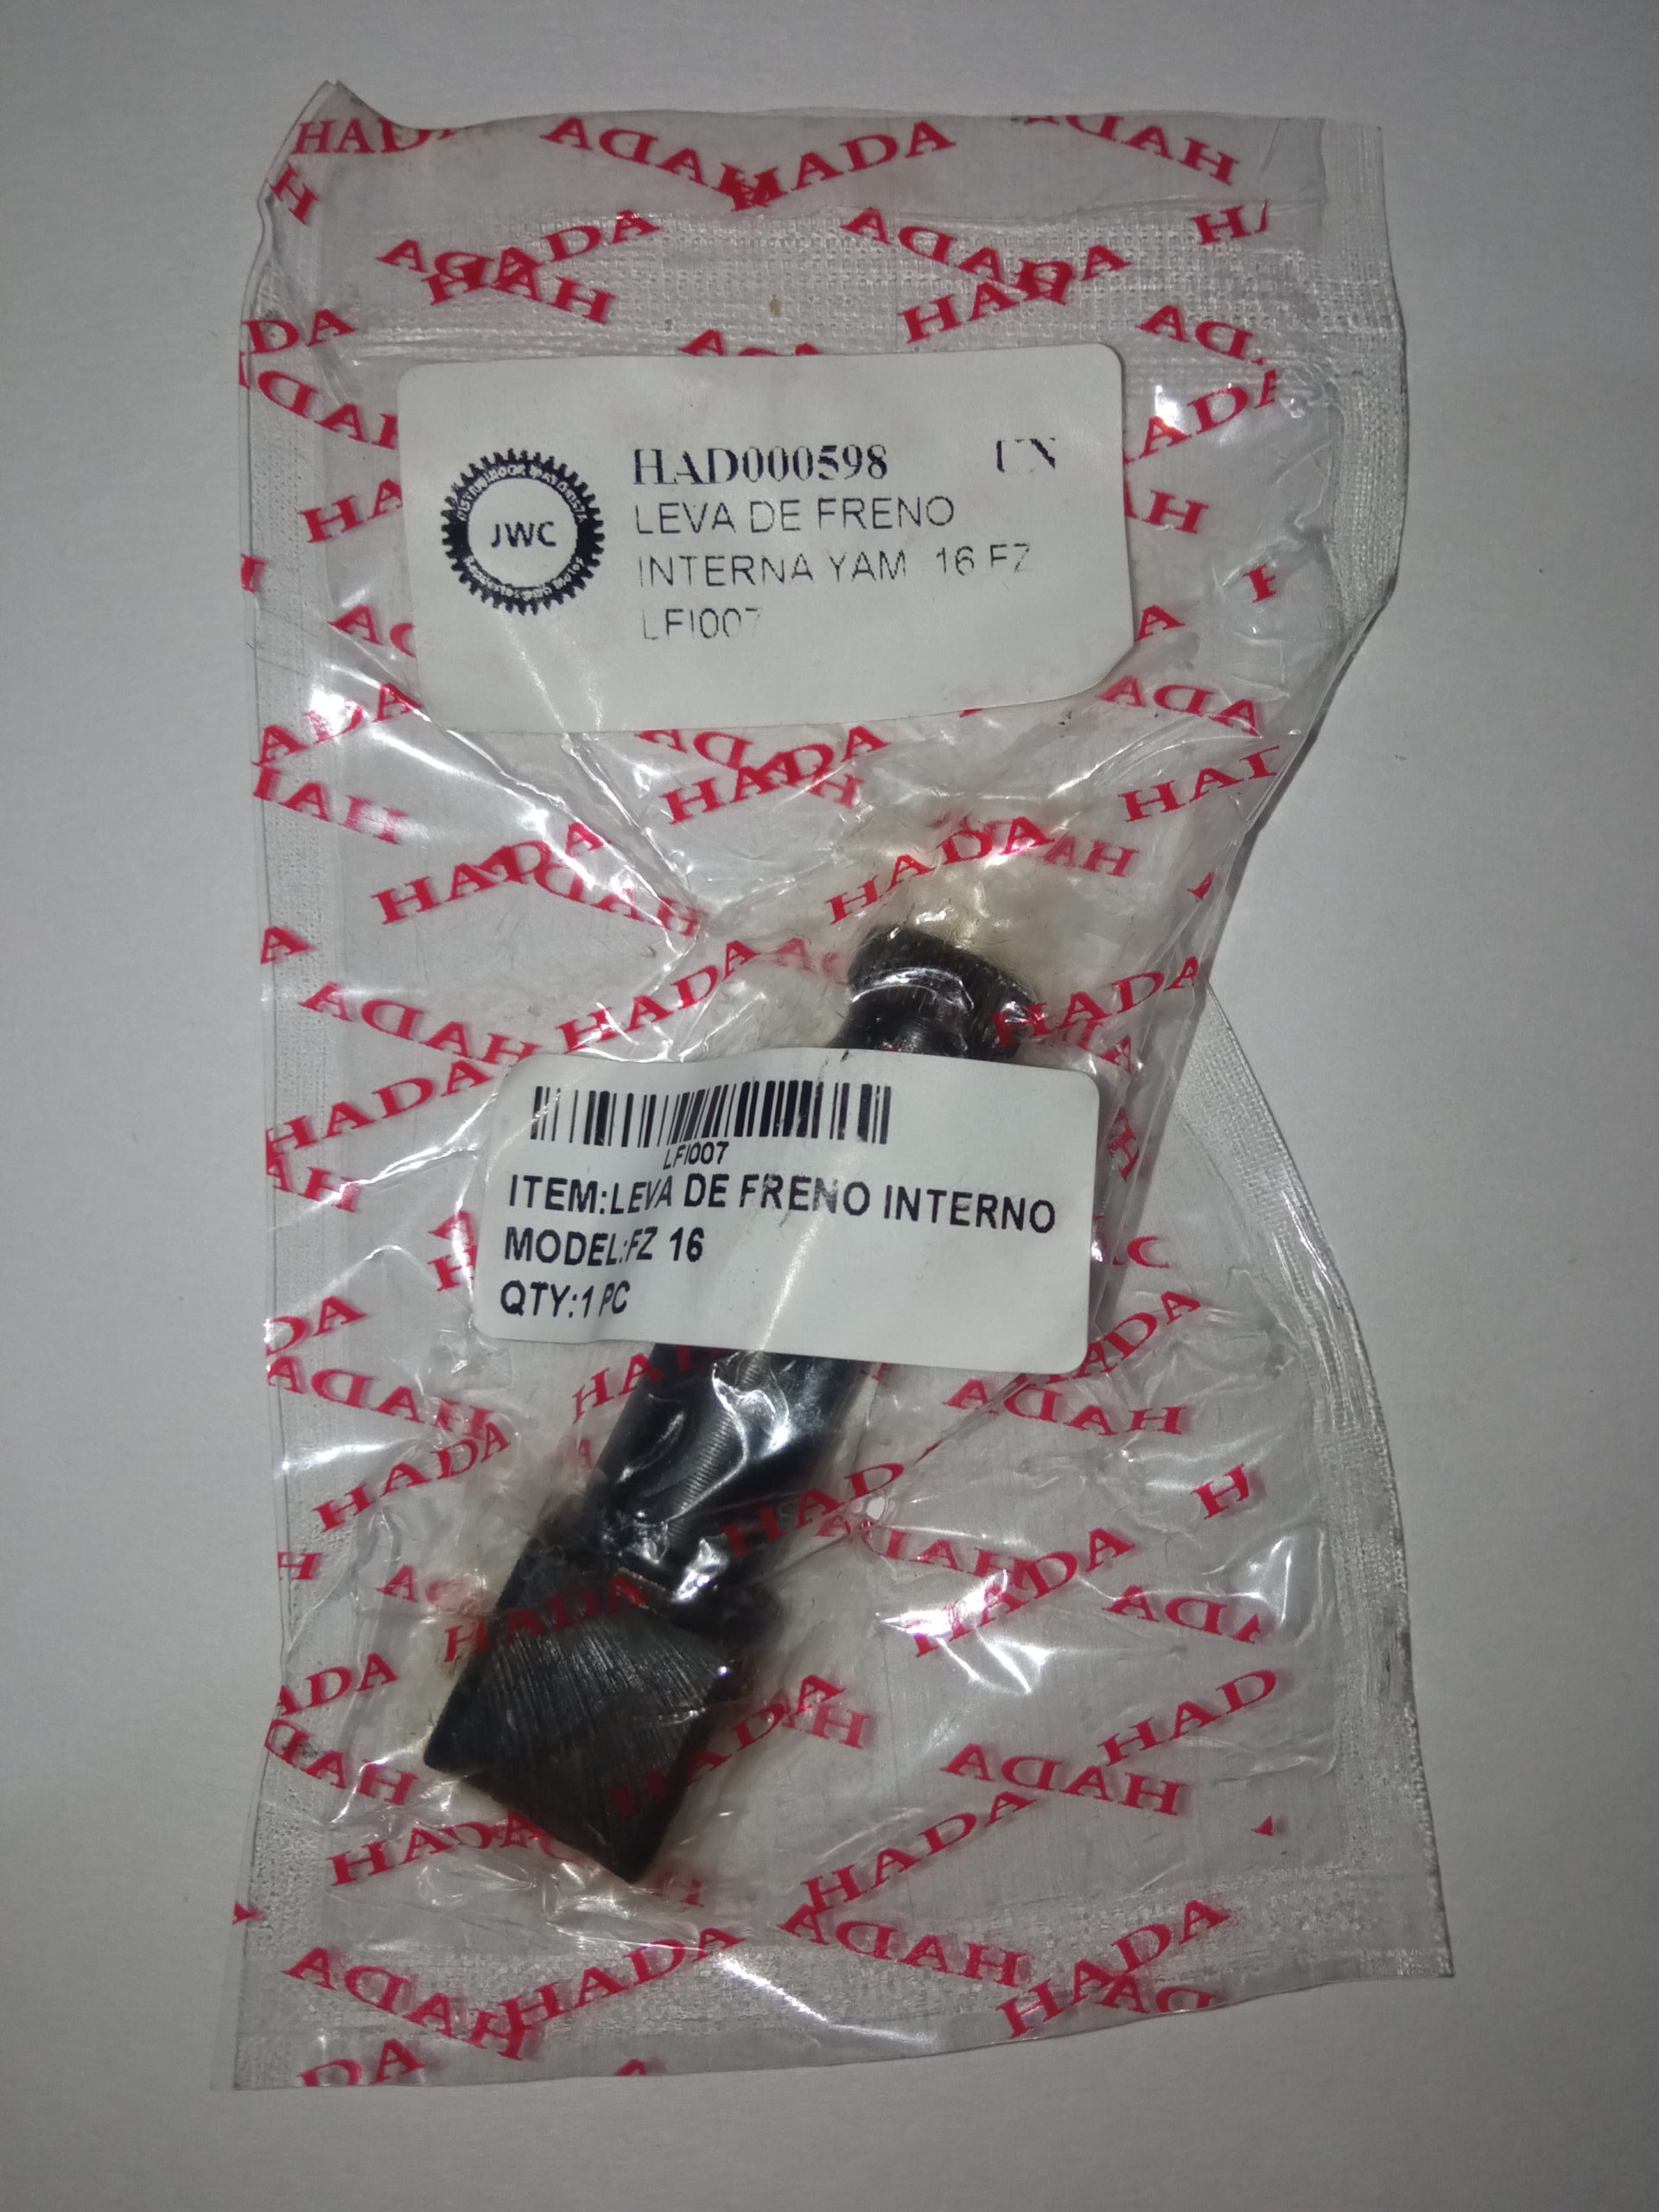 HADA
HAD000598 UN
JWC
LEVA DE FRENO
INTERNA YAM 16 FZ
LFI007
LFI007
ITEM:LEVA DE FRENO INTERNO
MODEL:FZ 16
QTY:1 PC